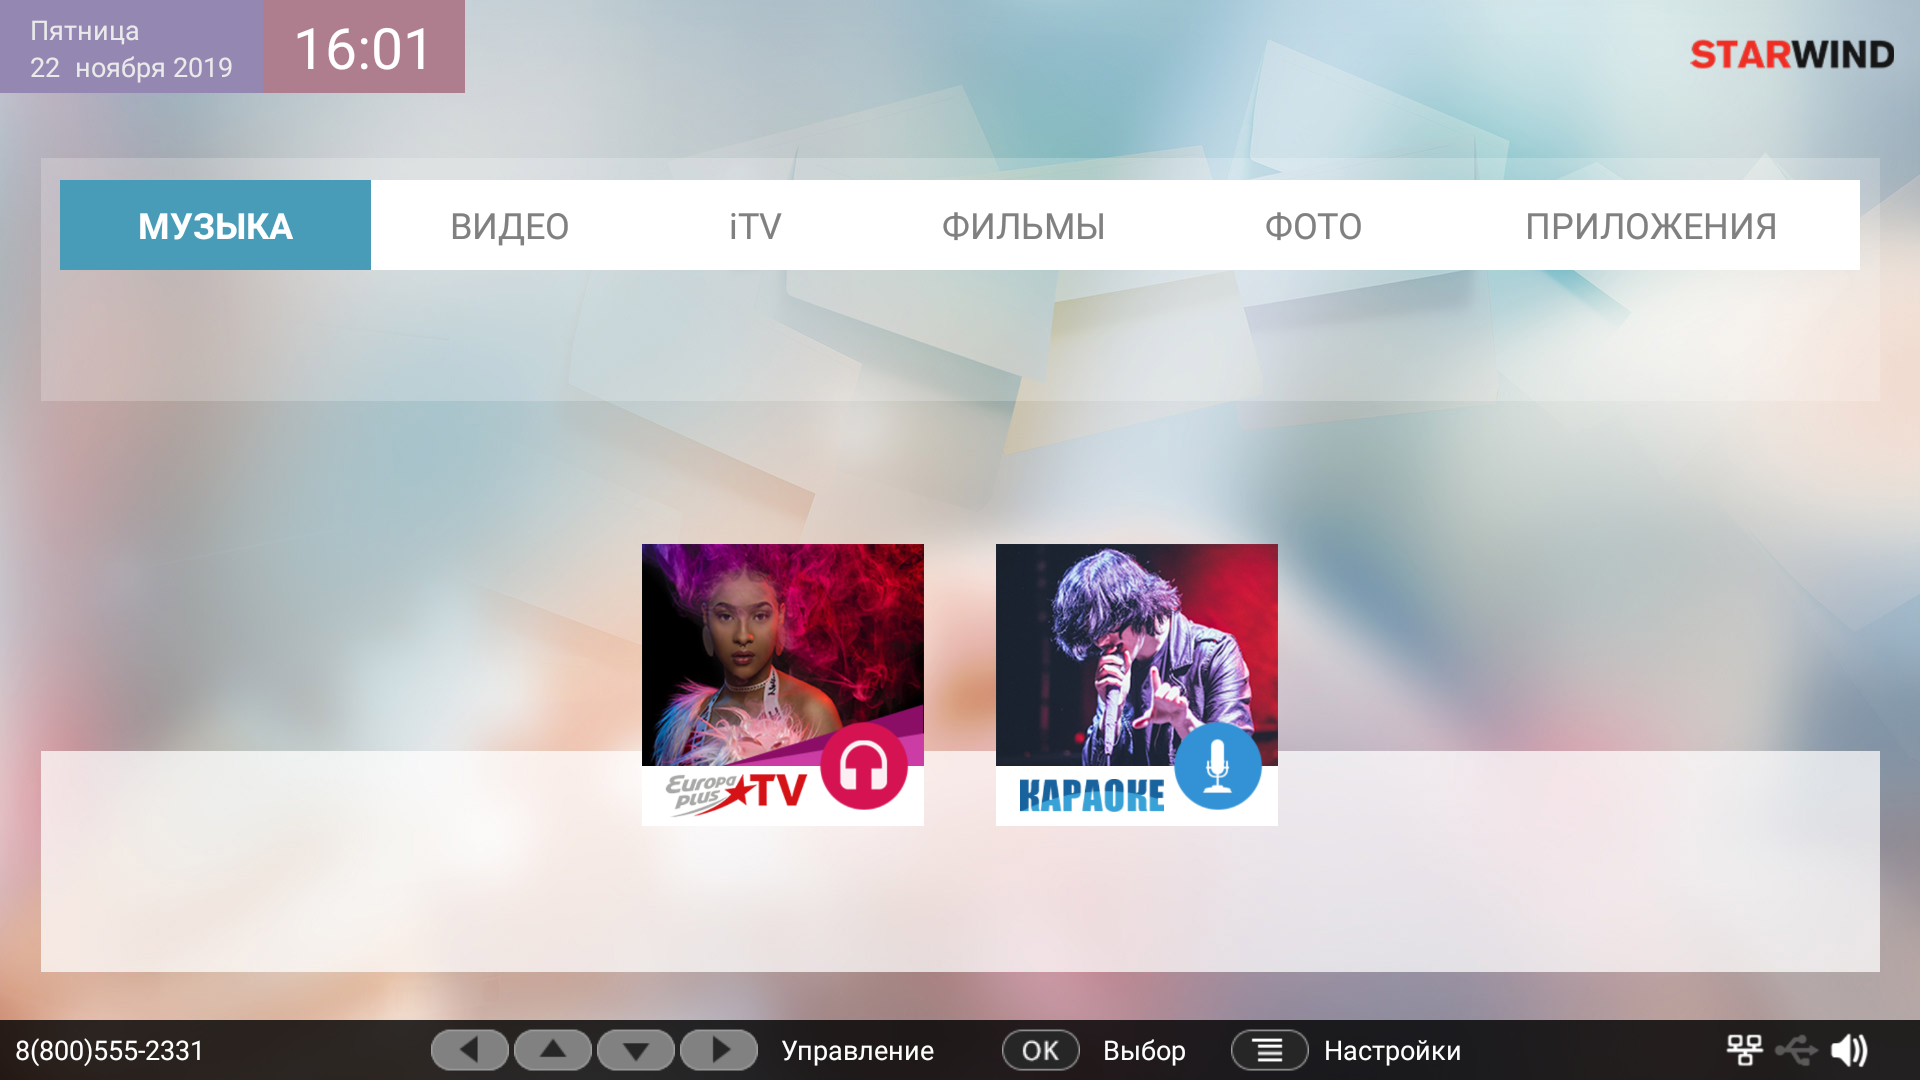 Пятница
22 ноября 2019
16:01
STARWIND
МУЗЫКА
ВИДЕО
iTV
ФИЛЬМЫ
ФОТО
ПРИЛОЖЕНИЯ
Europa
plus
TV
КАРАОКЕ
8(800)555-2331
Управление
OK
Выбор
Настройки